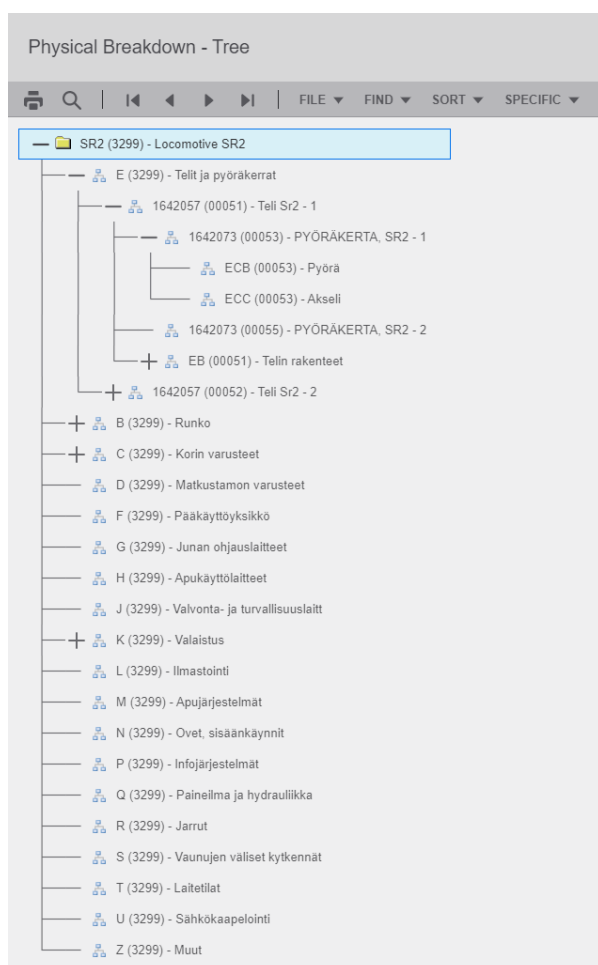 Physical Breakdown - Tree
FILE FIND SORT SPECIFIC
SR2 (3299) - Locomotive SR2
E (3299) - Telit ja pyöräkerrat
1642057 (00051) - Teli Sr2 - 1
1642073 (00053) - PYÖRÄKERTA, SR2 - 1
ECB (00053) - Pyörä
ECC (00053) - Akseli
1642073 (00055) - PYÖRÄKERTA, SR2 - 2
EB (00051) - Telin rakenteet
1642057 (00052) - Teli Sr2 - 2
B (3299) - Runko
C (3299) - Korin varusteet
D (3299) - Matkustamon varusteet
F (3299) - Pääkäyttöyksikkö
G (3299) - Junan ohjauslaitteet
H (3299) - Apukäyttölaitteet
J (3299) - Valvonta- ja turvallisuuslaitt
K (3299) - Valaistus
L (3299) - Ilmastointi
M (3299) - Apujärjestelmät
N (3299) - Ovet, sisäänkäynnit
P (3299) - Infojärjestelmät
Q (3299) - Paineilma ja hydrauliikka
R (3299) - Jarrut
S (3299) - Vaunujen väliset kytkennät
T (3299) - Laitetilat
U (3299) - Sähkökaapelointi
Z (3299) - Muut